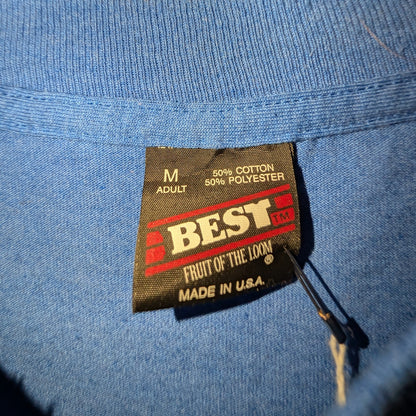 M 50% COTTON
ADULT 50% POLYESTER
BEST TM
FRUIT OF THE LOOM ®
MADE IN U.S.A.